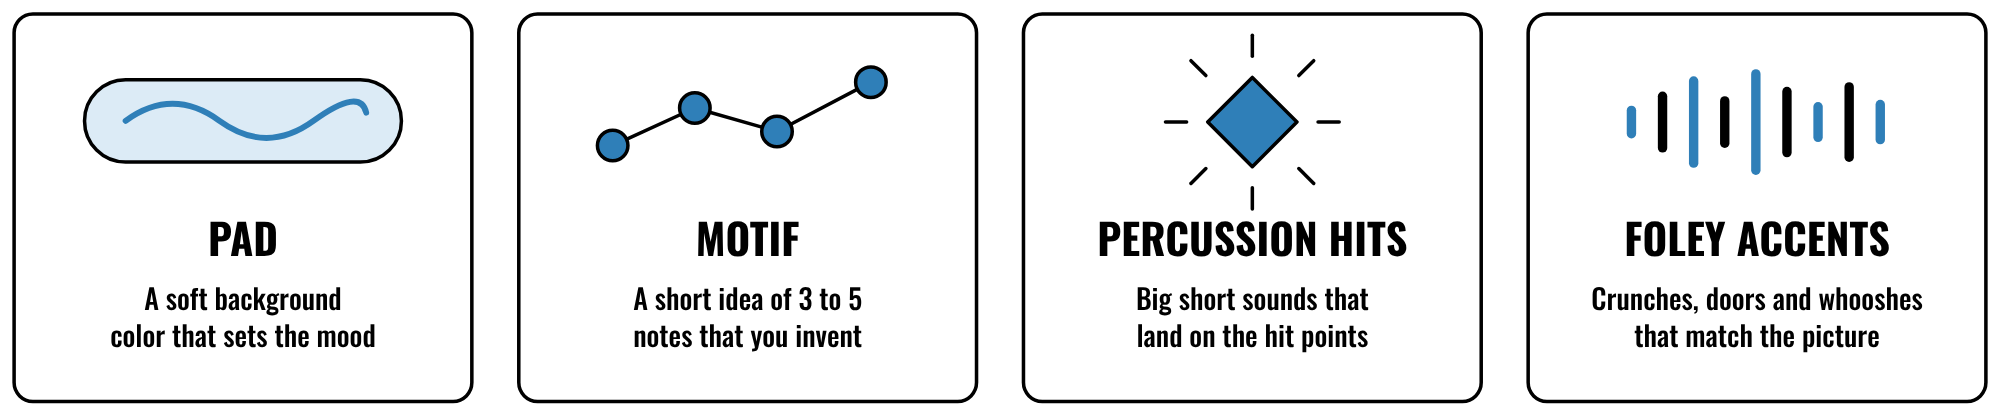 PAD
A soft background
color that sets the mood
MOTIF
A short idea of 3 to 5
notes that you invent
PERCUSSION HITS
Big short sounds that
land on the hit points
FOLEY ACCENTS
Crunches, doors and whooshes
that match the picture